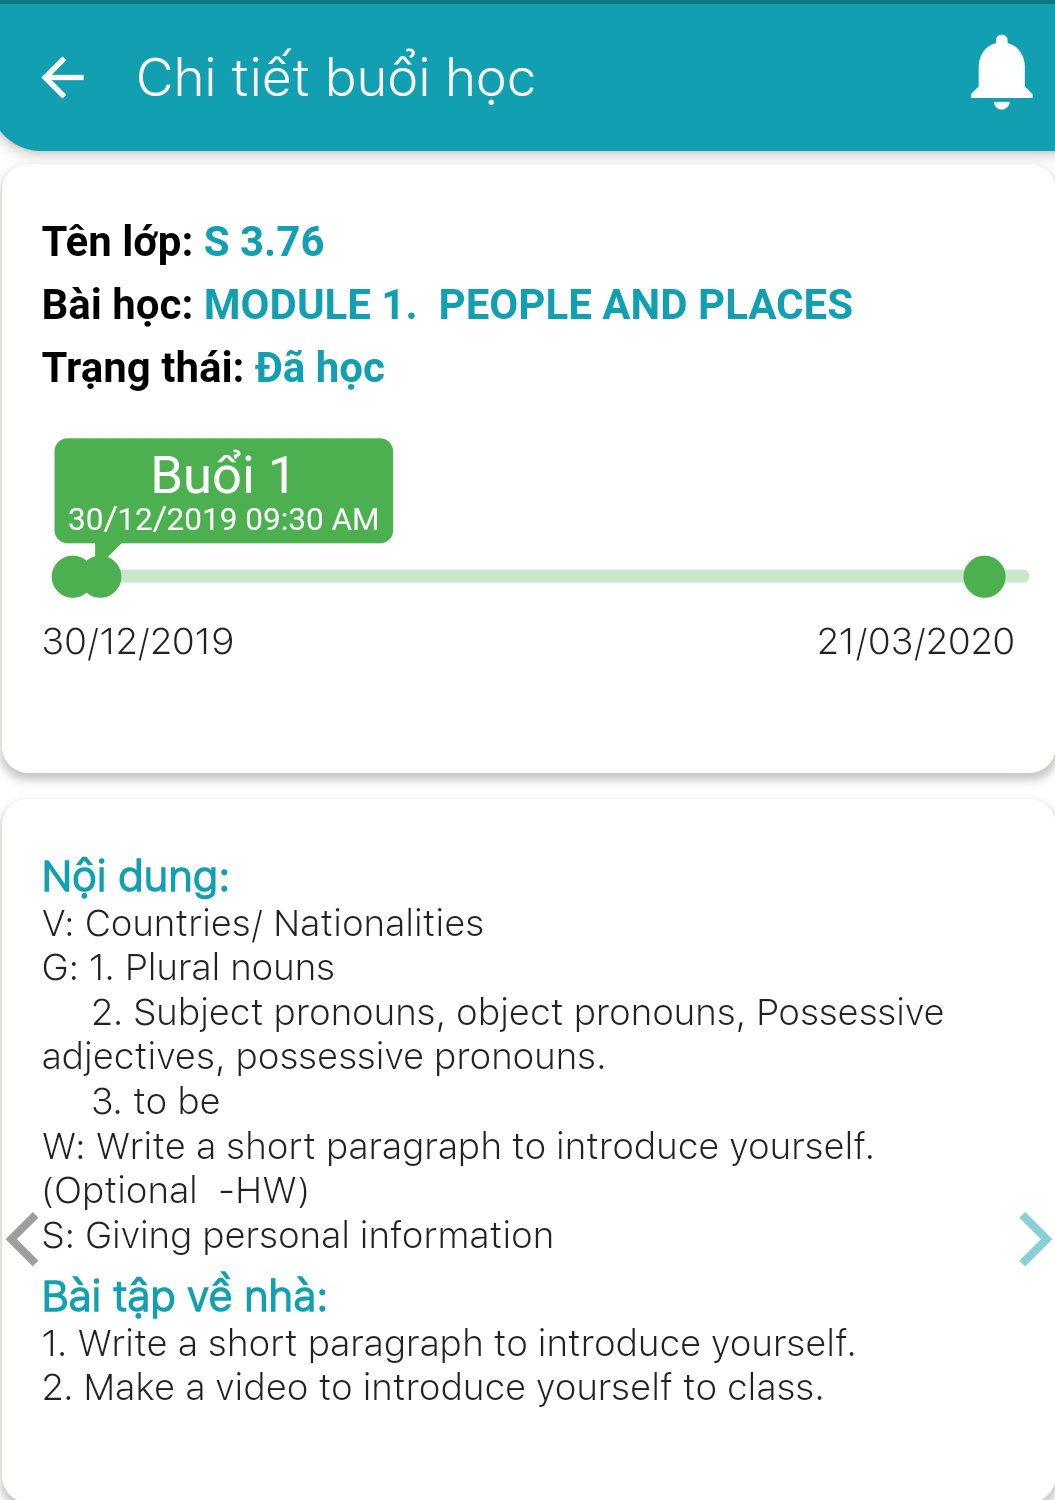 Chi tiết buổi học
Tên lớp: S 3.76
Bài học: MODULE 1.  PEOPLE AND PLACES
Trạng thái: Đã học
Buổi 1
30/12/2019 09:30 AM
30/12/2019
21/03/2020
Nội dung:
V: Countries/ Nationalities
G: 1. Plural nouns
2. Subject pronouns, object pronouns, Possessive
adjectives, possessive pronouns.
3. to be
W: Write a short paragraph to introduce yourself.
(Optional  -HW)
S: Giving personal information
Bài tập về nhà:
1. Write a short paragraph to introduce yourself.
2. Make a video to introduce yourself to class.